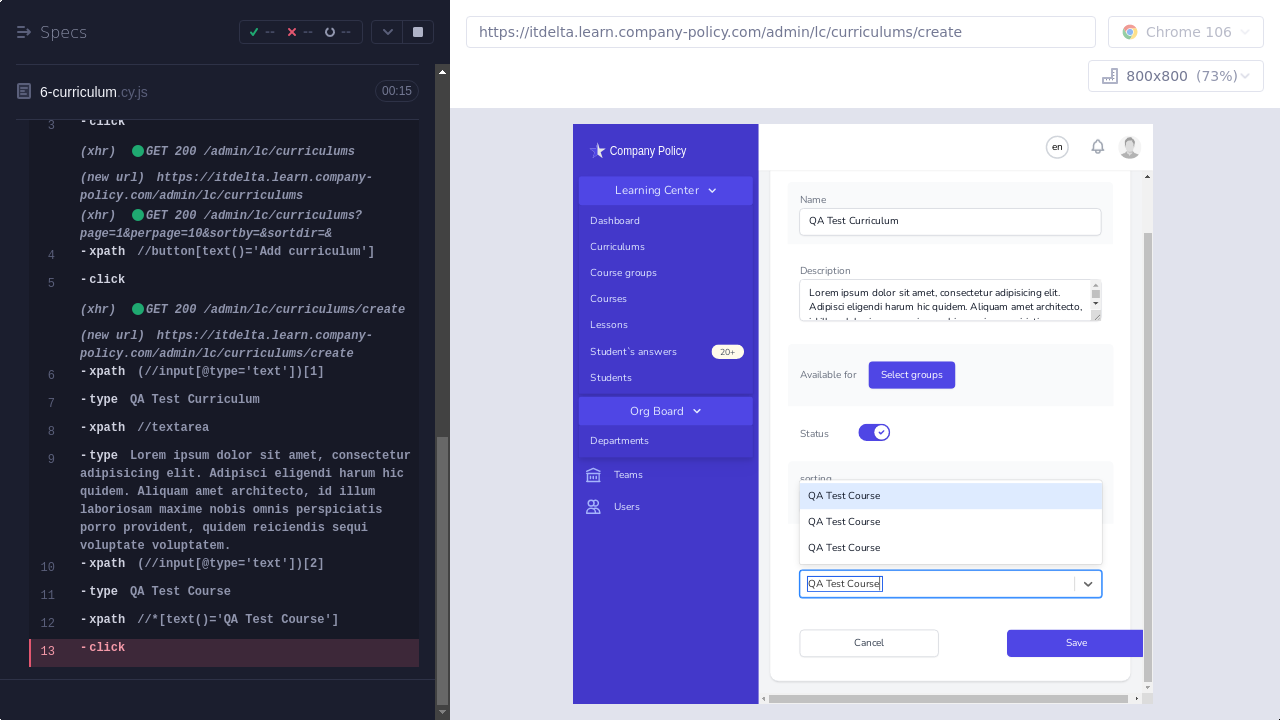 Specs
--
--
--
https://itdelta.learn.company-policy.com/admin/lc/curriculums/create
Chrome 106
800x800 (73%)
6-curriculum.cy.js
00:15
3 -click
(xhr) GET 200 /admin/lc/curriculums
(new url) https://itdelta.learn.company-
policy.com/admin/lc/curriculums
(xhr) GET 200 /admin/lc/curriculums?
page=1&perpage=10&sortby=&sortdir=&
4 -xpath //button[text()='Add curriculum']
5 -click
(xhr) GET 200 /admin/lc/curriculums/create
(new url) https://itdelta.learn.company-
policy.com/admin/lc/curriculums/create
6 -xpath (//input[@type='text'])[1]
7 -type QA Test Curriculum
8 -xpath //textarea
9 -type Lorem ipsum dolor sit amet, consectetur
adipisicing elit. Adipisci eligendi harum hic
quidem. Aliquam amet architecto, id illum
laboriosam maxime nobis omnis perspiciatis
porro provident, quidem reiciendis sequi
voluptate voluptatem.
10 -xpath (//input[@type='text'])[2]
11 -type QA Test Course
12 -xpath //*[text()='QA Test Course']
13 -click
Company Policy
Learning Center
Dashboard
Curriculums
Course groups
Courses
Lessons
Student`s answers 20+
Students
Org Board
Departments
Teams
Users
en
Name
QA Test Curriculum
Description
Lorem ipsum dolor sit amet, consectetur adipisicing elit.
Adipisci eligendi harum hic quidem. Aliquam amet architecto,
Available for Select groups
Status
sorting
QA Test Course
QA Test Course
QA Test Course
QA Test Course
Cancel
Save